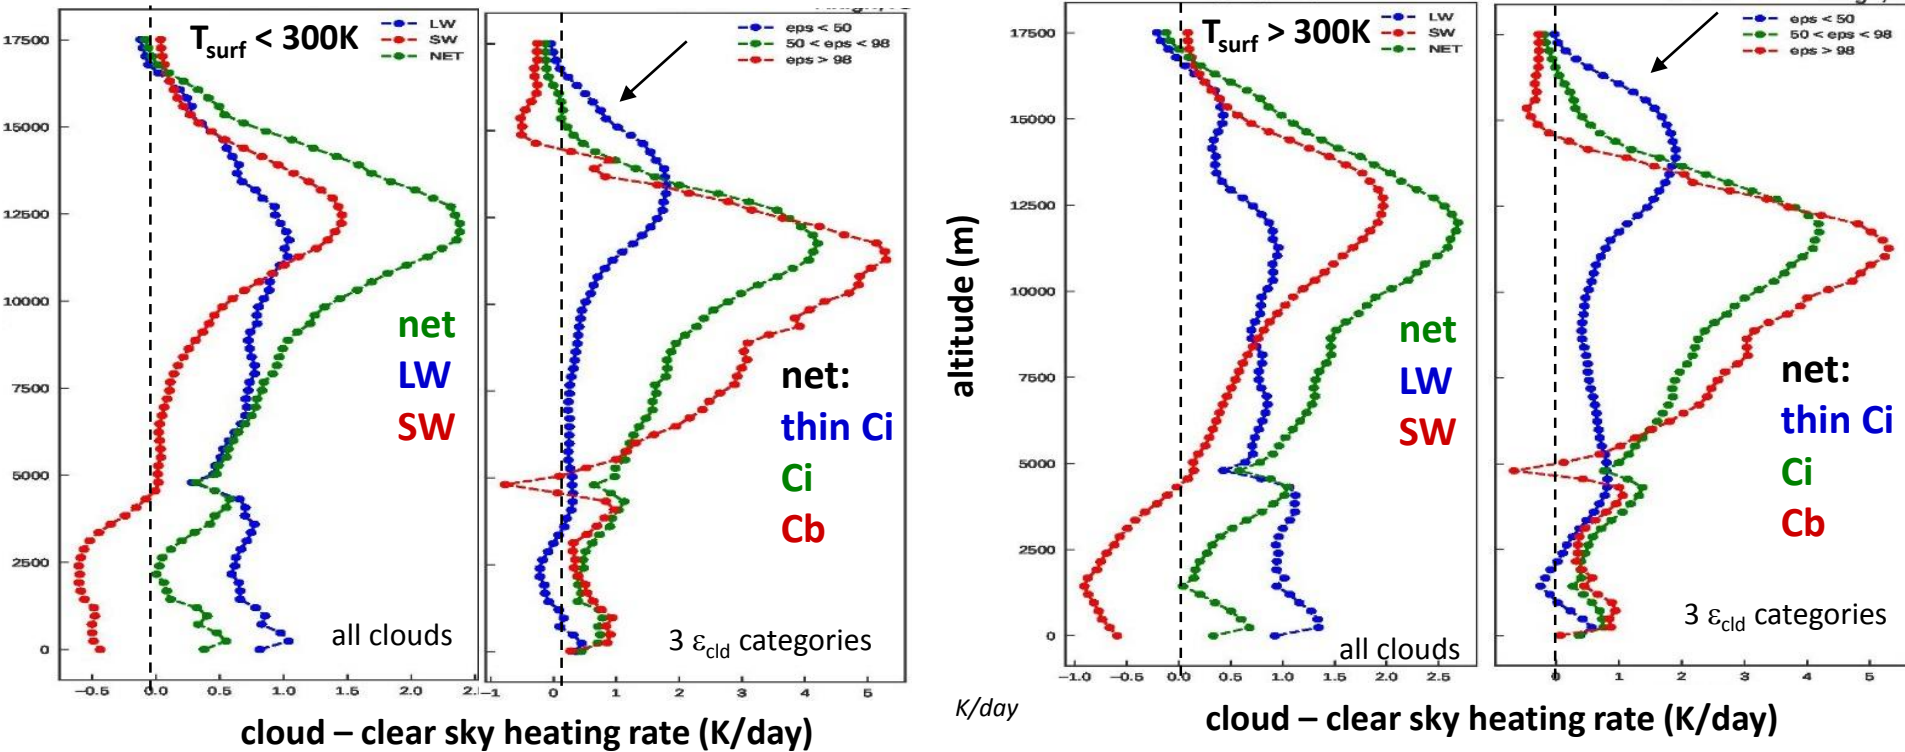 T_surf < 300K
LW
SW
NET
17500
15000
12500
10000
7500
5000
2500
0
net
LW
SW
all clouds
−0.5
0.0
0.5
1.0
1.5
2.0
2.
eps < 50
50 < eps < 98
eps > 98
net:
thin Ci
Ci
Cb
3 ε_cld categories
−1
0
1
2
3
4
5
cloud – clear sky heating rate (K/day)
altitude (m)
K/day
T_surf > 300K
LW
SW
NET
17500
15000
12500
10000
7500
5000
2500
0
net
LW
SW
all clouds
−1.0
−0.5
0.0
0.5
1.0
1.5
2.0
2.5
eps < 50
50 < eps < 98
eps > 98
net:
thin Ci
Ci
Cb
3 ε_cld categories
0
1
2
3
4
5
cloud – clear sky heating rate (K/day)